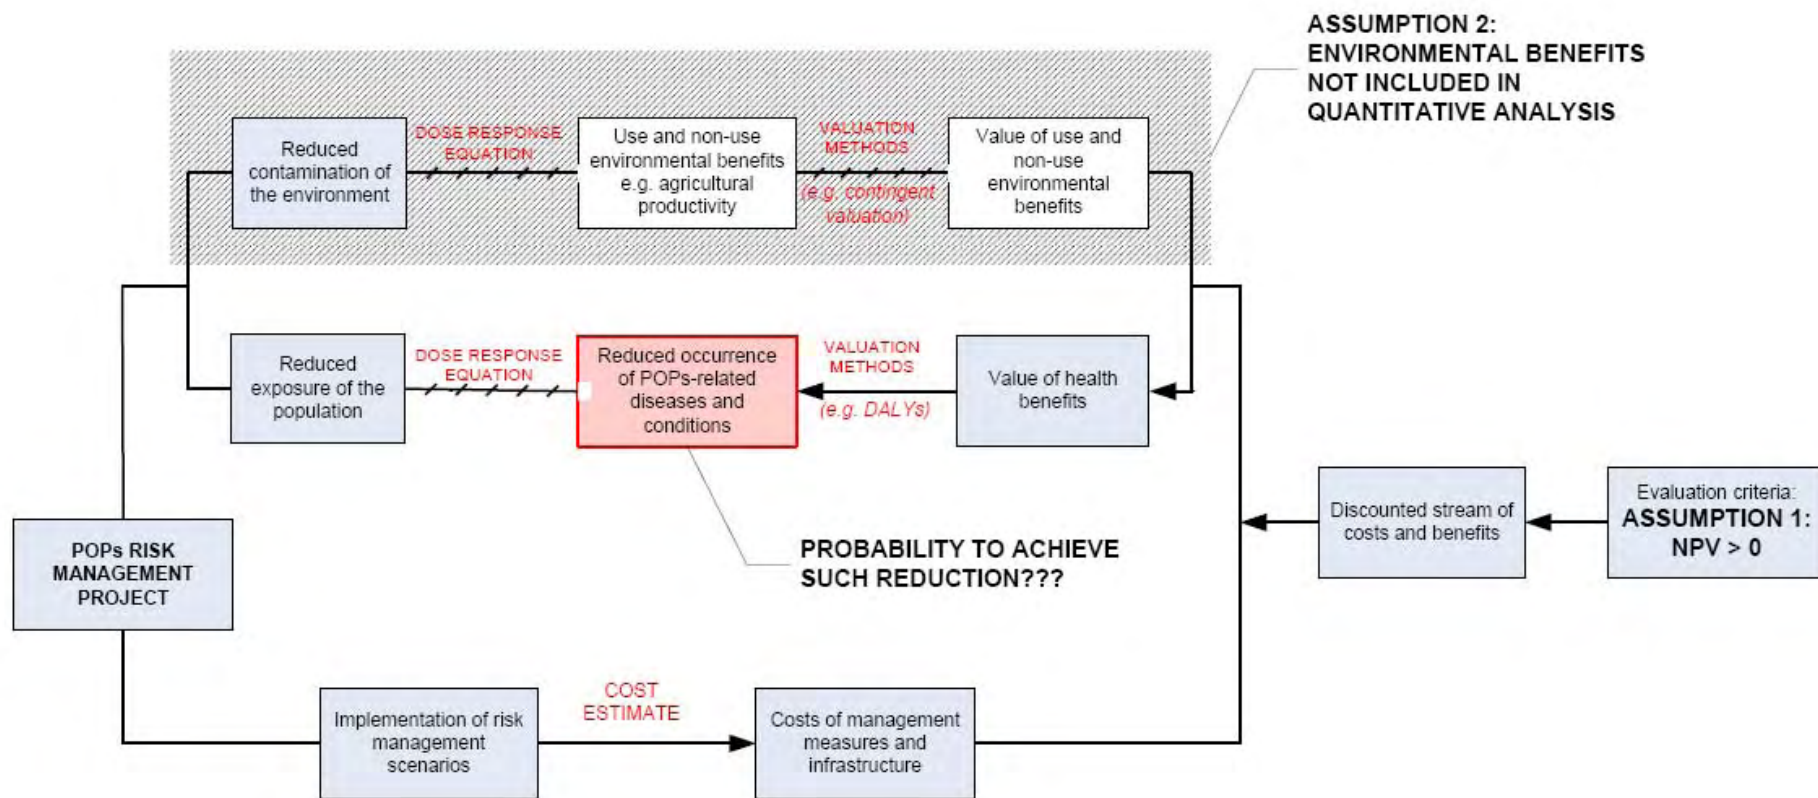 ASSUMPTION 2:
ENVIRONMENTAL BENEFITS
NOT INCLUDED IN
QUANTITATIVE ANALYSIS
Reduced
contamination of
the environment
DOSE RESPONSE
EQUATION
Use and non-use
environmental benefits
e.g. agricultural
productivity
VALUATION
METHODS
(e.g. contingent
valuation)
Value of use and
non-use
environmental
benefits
Reduced
exposure of the
population
DOSE RESPONSE
EQUATION
Reduced occurrence
of POPs-related
diseases and
conditions
VALUATION
METHODS
(e.g. DALYs)
Value of health
benefits
POPs RISK
MANAGEMENT
PROJECT
PROBABILITY TO ACHIEVE
SUCH REDUCTION???
Discounted stream of
costs and benefits
Evaluation criteria:
ASSUMPTION 1:
NPV > 0
Implementation of risk
management
scenarios
COST
ESTIMATE
Costs of management
measures and
infrastructure